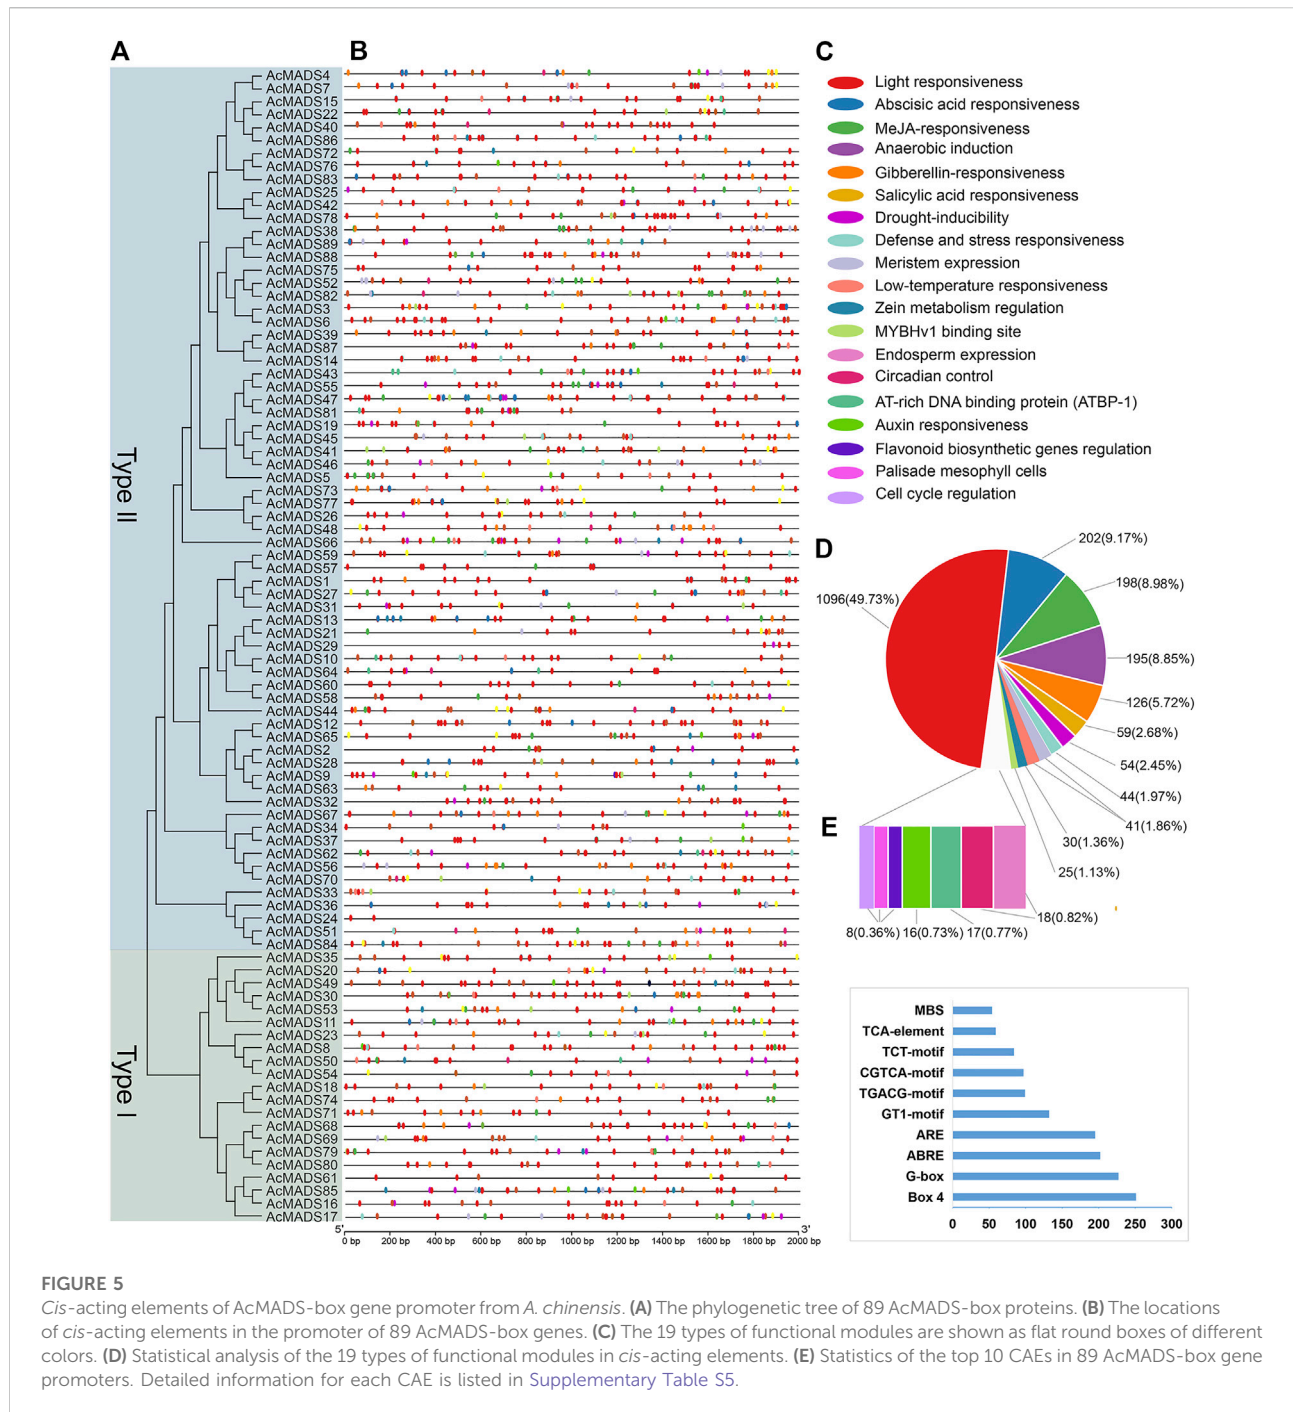 A
B
C
AcMADS4
AcMADS7
AcMADS15
AcMADS22
AcMADS40
AcMADS86
AcMADS72
AcMADS76
AcMADS83
AcMADS25
AcMADS42
AcMADS78
AcMADS38
AcMADS89
AcMADS88
AcMADS75
AcMADS52
AcMADS82
AcMADS3
AcMADS6
AcMADS39
AcMADS87
AcMADS14
AcMADS43
AcMADS55
AcMADS47
AcMADS81
AcMADS19
AcMADS45
AcMADS41
AcMADS46
AcMADS5
AcMADS73
AcMADS77
AcMADS26
AcMADS48
AcMADS66
AcMADS59
AcMADS57
AcMADS1
AcMADS27
AcMADS31
AcMADS13
AcMADS21
AcMADS29
AcMADS10
AcMADS64
AcMADS60
AcMADS58
AcMADS44
AcMADS12
AcMADS65
AcMADS2
AcMADS28
AcMADS9
AcMADS63
AcMADS32
AcMADS67
AcMADS34
AcMADS37
AcMADS62
AcMADS56
AcMADS70
AcMADS33
AcMADS36
AcMADS24
AcMADS51
AcMADS84
AcMADS35
AcMADS20
AcMADS49
AcMADS30
AcMADS53
AcMADS11
AcMADS23
AcMADS8
AcMADS50
AcMADS54
AcMADS18
AcMADS74
AcMADS71
AcMADS68
AcMADS69
AcMADS79
AcMADS80
AcMADS61
AcMADS85
AcMADS16
AcMADS17
Type II
Type I
5'
3'
0 bp 200 bp 400 bp 600 bp 800 bp 1000 bp 1200 bp 1400 bp 1600 bp 1800 bp 2000 bp
Light responsiveness
Abscisic acid responsiveness
MeJA-responsiveness
Anaerobic induction
Gibberellin-responsiveness
Salicylic acid responsiveness
Drought-inducibility
Defense and stress responsiveness
Meristem expression
Low-temperature responsiveness
Zein metabolism regulation
MYBHv1 binding site
Endosperm expression
Circadian control
AT-rich DNA binding protein (ATBP-1)
Auxin responsiveness
Flavonoid biosynthetic genes regulation
Palisade mesophyll cells
Cell cycle regulation
D
202(9.17%)
198(8.98%)
1096(49.73%)
195(8.85%)
126(5.72%)
59(2.68%)
54(2.45%)
44(1.97%)
41(1.86%)
30(1.36%)
25(1.13%)
E
18(0.82%)
8(0.36%) 16(0.73%) 17(0.77%)
MBS
TCA-element
TCT-motif
CGTCA-motif
TGACG-motif
GT1-motif
ARE
ABRE
G-box
Box 4
0 50 100 150 200 250 300
FIGURE 5
Cis-acting elements of AcMADS-box gene promoter from A. chinensis. (A) The phylogenetic tree of 89 AcMADS-box proteins. (B) The locations
of cis-acting elements in the promoter of 89 AcMADS-box genes. (C) The 19 types of functional modules are shown as flat round boxes of different
colors. (D) Statistical analysis of the 19 types of functional modules in cis-acting elements. (E) Statistics of the top 10 CAEs in 89 AcMADS-box gene
promoters. Detailed information for each CAE is listed in Supplementary Table S5.